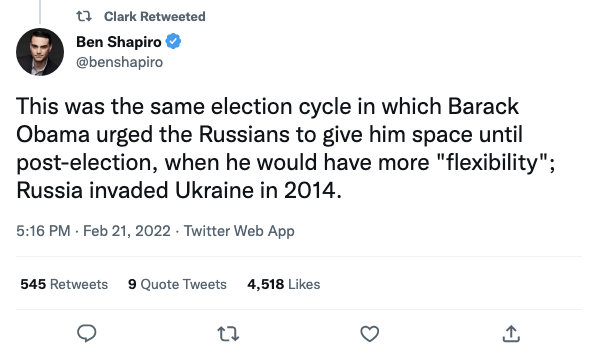 Clark Retweeted
Ben Shapiro
@benshapiro
This was the same election cycle in which Barack
Obama urged the Russians to give him space until
post-election, when he would have more "flexibility";
Russia invaded Ukraine in 2014.
5:16 PM · Feb 21, 2022 · Twitter Web App
545 Retweets 9 Quote Tweets 4,518 Likes